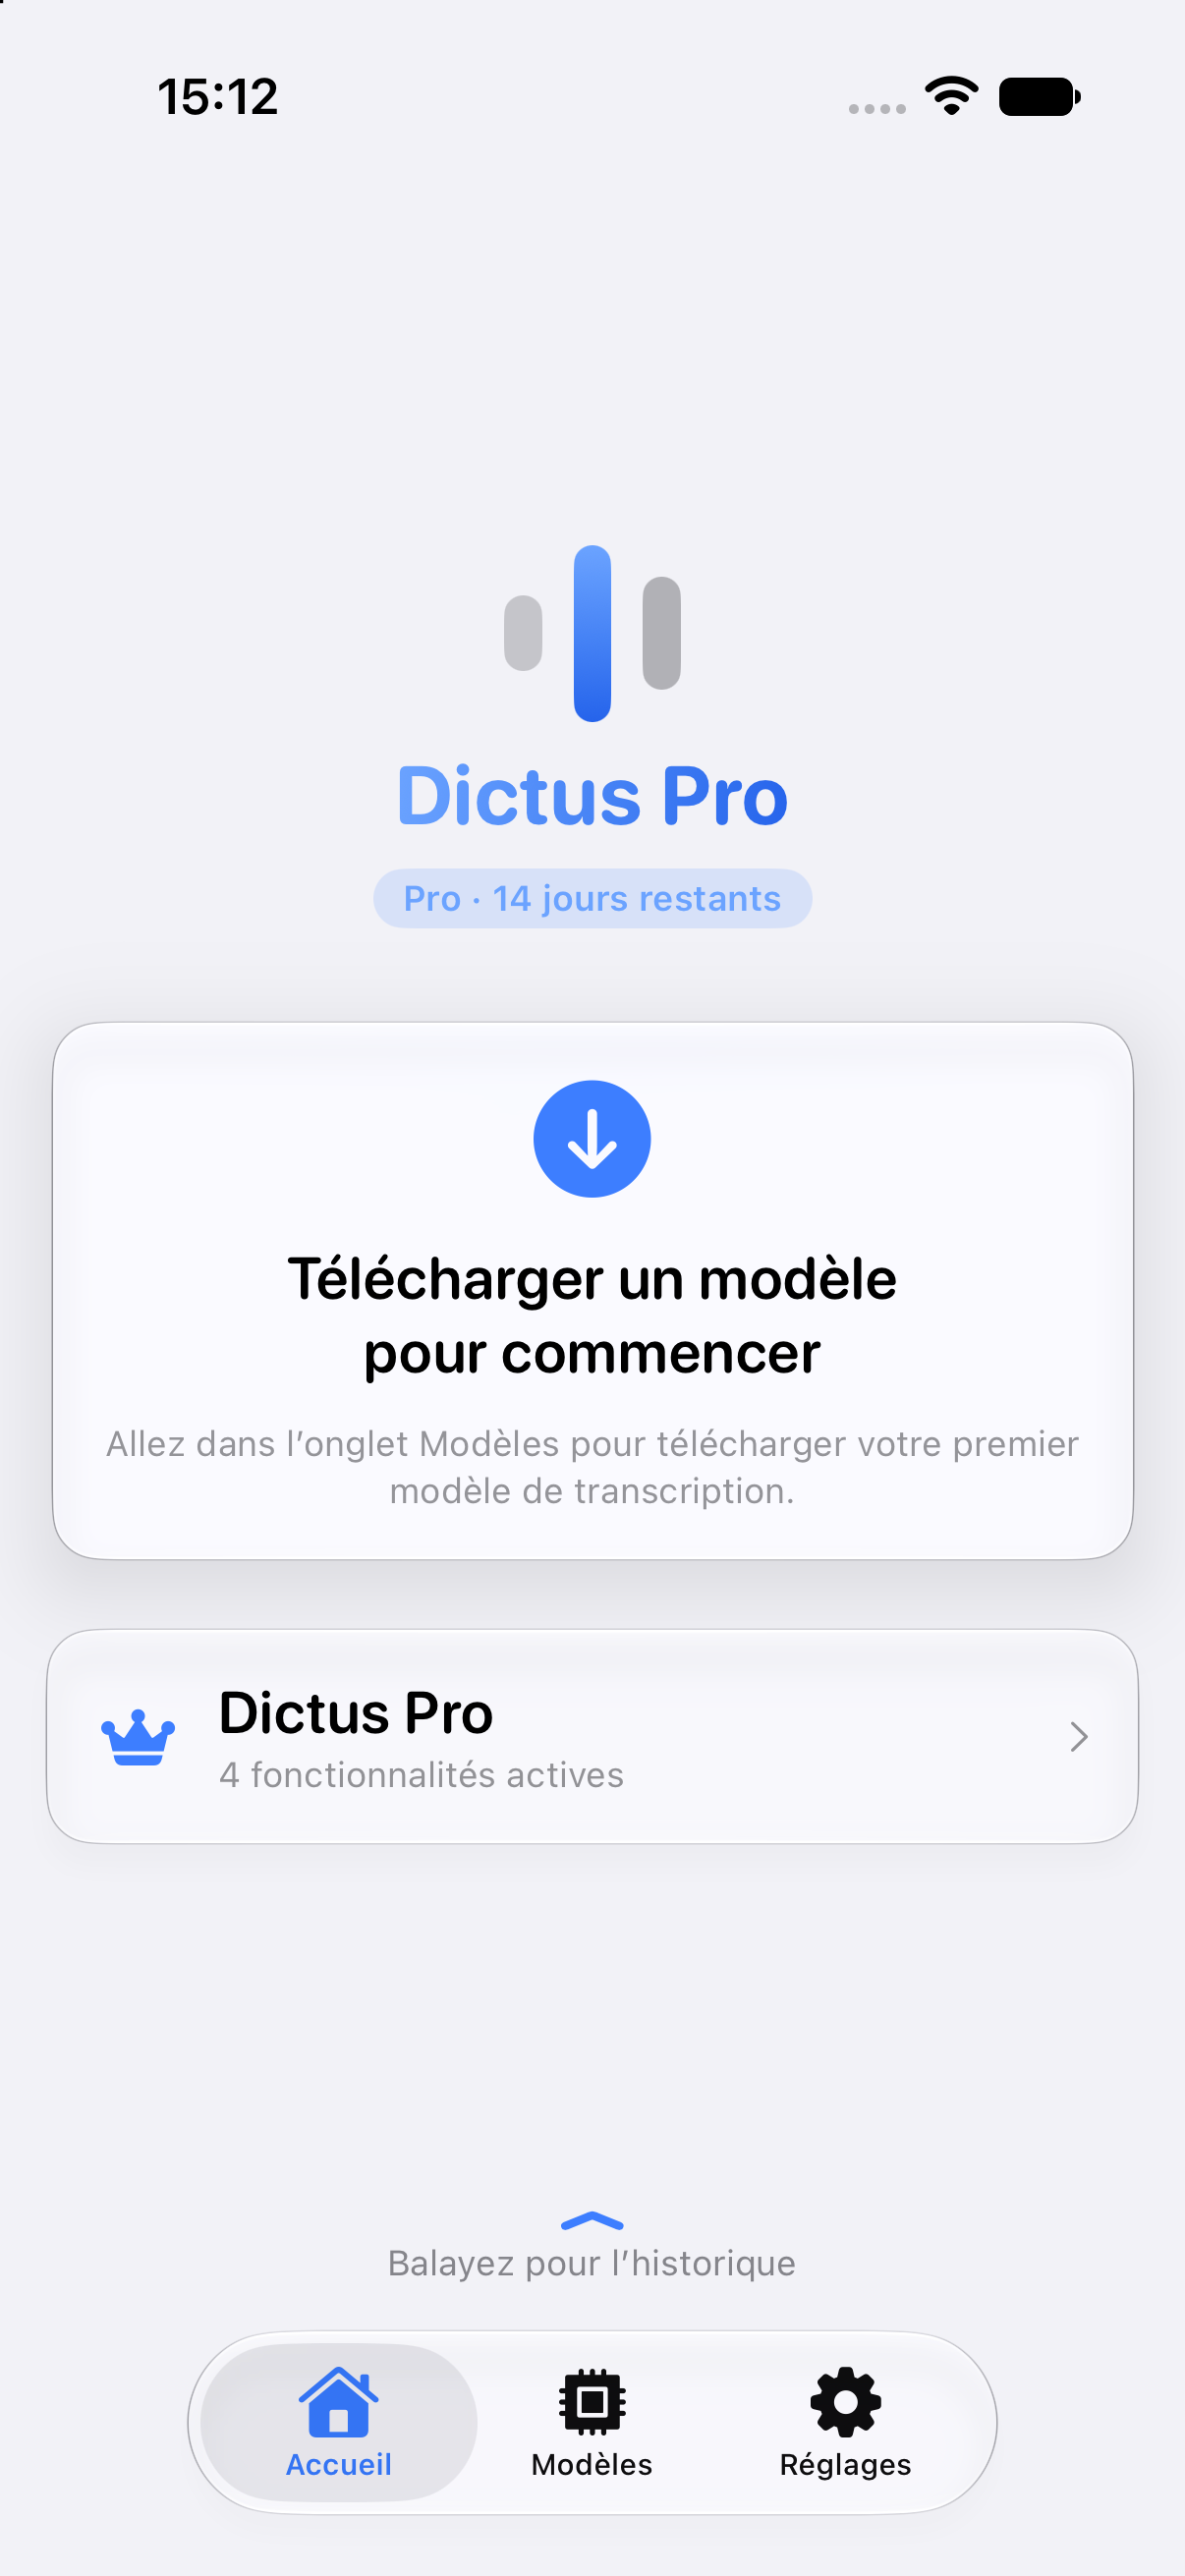 15:12
Dictus Pro
Pro · 14 jours restants
Télécharger un modèle
pour commencer
Allez dans l’onglet Modèles pour télécharger votre premier
modèle de transcription.
Dictus Pro
4 fonctionnalités actives
Balayez pour l’historique
Accueil
Modèles
Réglages